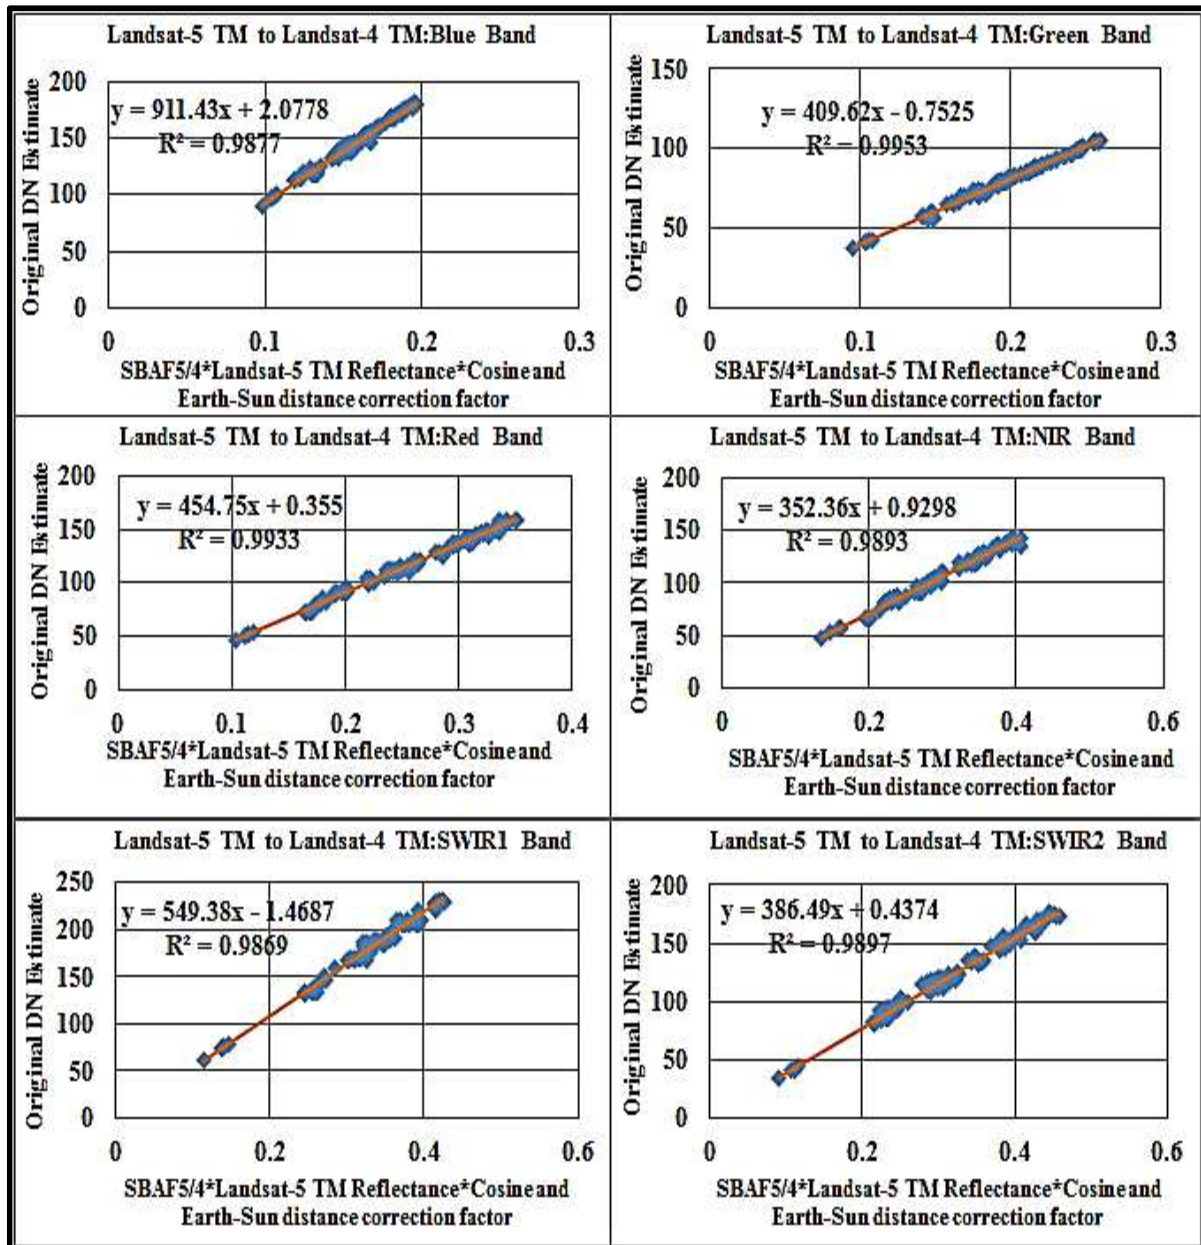 Landsat-5 TM to Landsat-4 TM:Blue Band
Original DN Estimate
200
150
100
50
0
y = 911.43x + 2.0778
R² = 0.9877
0 0.1 0.2 0.3
SBAF5/4*Landsat-5 TM Reflectance*Cosine and
Earth-Sun distance correction factor
Landsat-5 TM to Landsat-4 TM:Green Band
Original DN Estimate
150
100
50
0
y = 409.62x - 0.7525
R² = 0.9953
0 0.1 0.2 0.3
SBAF5/4*Landsat-5 TM Reflectance*Cosine and
Earth-Sun distance correction factor
Landsat-5 TM to Landsat-4 TM:Red Band
Original DN Estimate
200
150
100
50
0
y = 454.75x + 0.355
R² = 0.9933
0 0.1 0.2 0.3 0.4
SBAF5/4*Landsat-5 TM Reflectance*Cosine and
Earth-Sun distance correction factor
Landsat-5 TM to Landsat-4 TM:NIR Band
Original DN Estimate
200
150
100
50
0
y = 352.36x + 0.9298
R² = 0.9893
0 0.2 0.4 0.6
SBAF5/4*Landsat-5 TM Reflectance*Cosine and
Earth-Sun distance correction factor
Landsat-5 TM to Landsat-4 TM:SWIR1 Band
Original DN Estimate
250
200
150
100
50
0
y = 549.38x - 1.4687
R² = 0.9869
0 0.2 0.4 0.6
SBAF5/4*Landsat-5 TM Reflectance*Cosine and
Earth-Sun distance correction factor
Landsat-5 TM to Landsat-4 TM:SWIR2 Band
Original DN Estimate
200
150
100
50
0
y = 386.49x + 0.4374
R² = 0.9897
0 0.2 0.4 0.6
SBAF5/4*Landsat-5 TM Reflectance*Cosine and
Earth-Sun distance correction factor